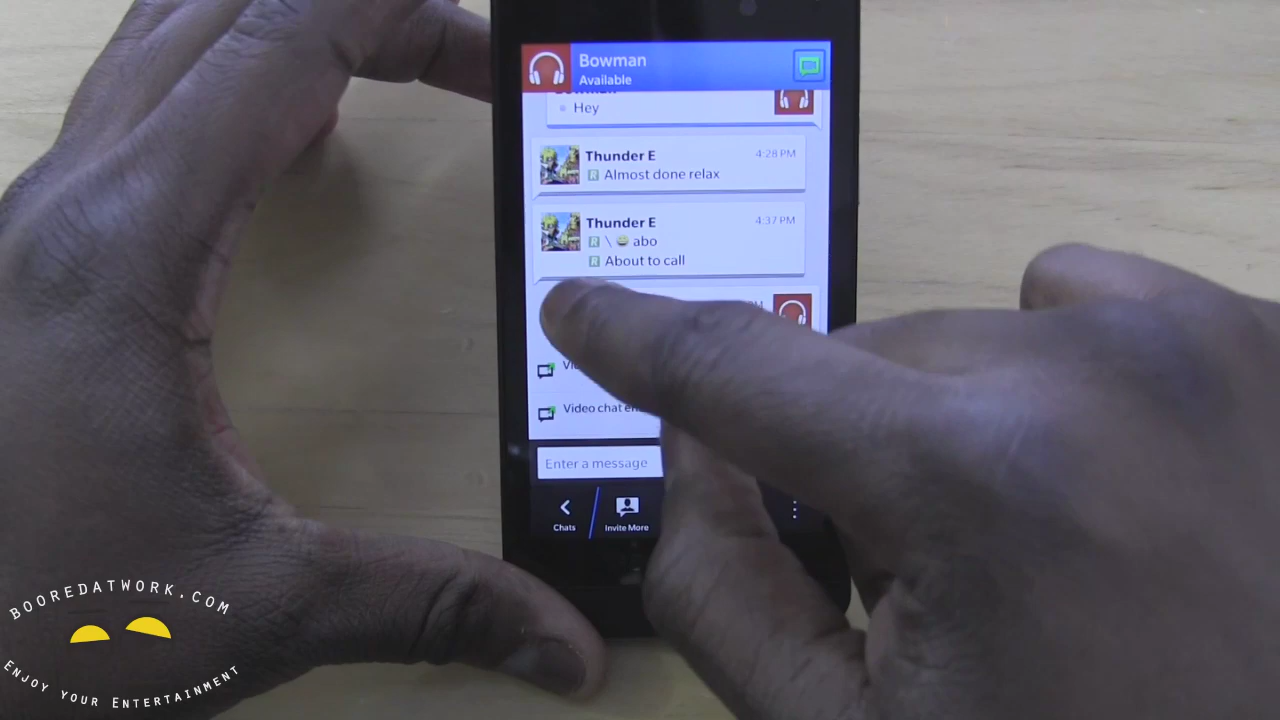 Bowman
Available
Hey
Thunder E 4:28 PM
R Almost done relax
Thunder E 4:37 PM
R \ 😄 abo
R About to call
Video chat
Enter a message
Chats
Invite More
BOOREDATWORK.COM
ENJOY YOUR ENTERTAINMENT